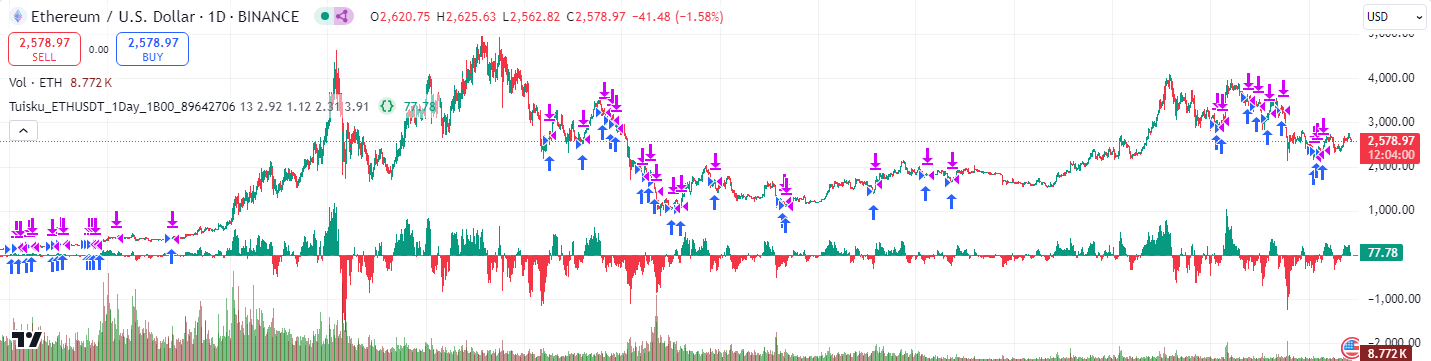 Ethereum / U.S. Dollar · 1D · BINANCE O2,620.75 H2,625.63 L2,562.82 C2,578.97 −41.48 (−1.58%) USD
2,578.97 0.00 2,578.97
SELL BUY
Vol · ETH 8.772 K
4,000.00
Tuisku_ETHUSDT_1Day_1B00_89642706 13 2.92 1.12 2.31 3.91 77.78
3,000.00
2,578.97
12:04:00
2,000.00
1,000.00
77.78
−1,000.00
−2,000.00
8.772 K